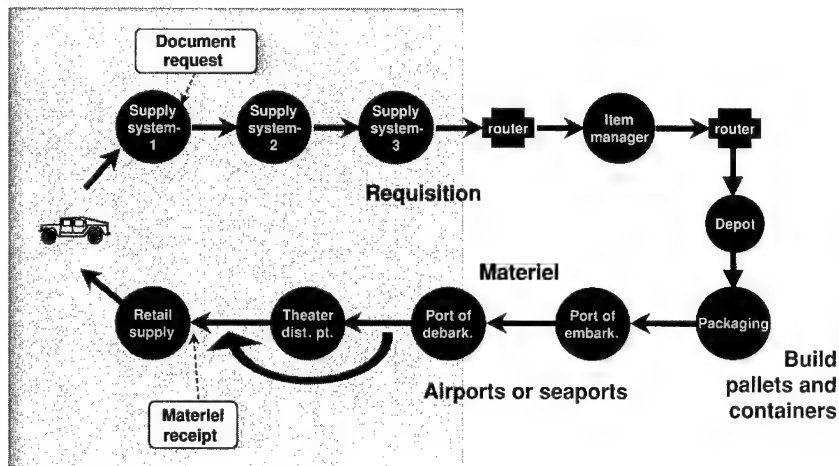 Document
request
Supply
system-
1
Supply
system-
2
Supply
system-
3
router
Item
manager
router
Requisition
Depot
Materiel
Retail
supply
Theater
dist. pt.
Port of
debark.
Port of
embark.
Packaging
Airports or seaports
Build
pallets and
containers
Materiel
receipt